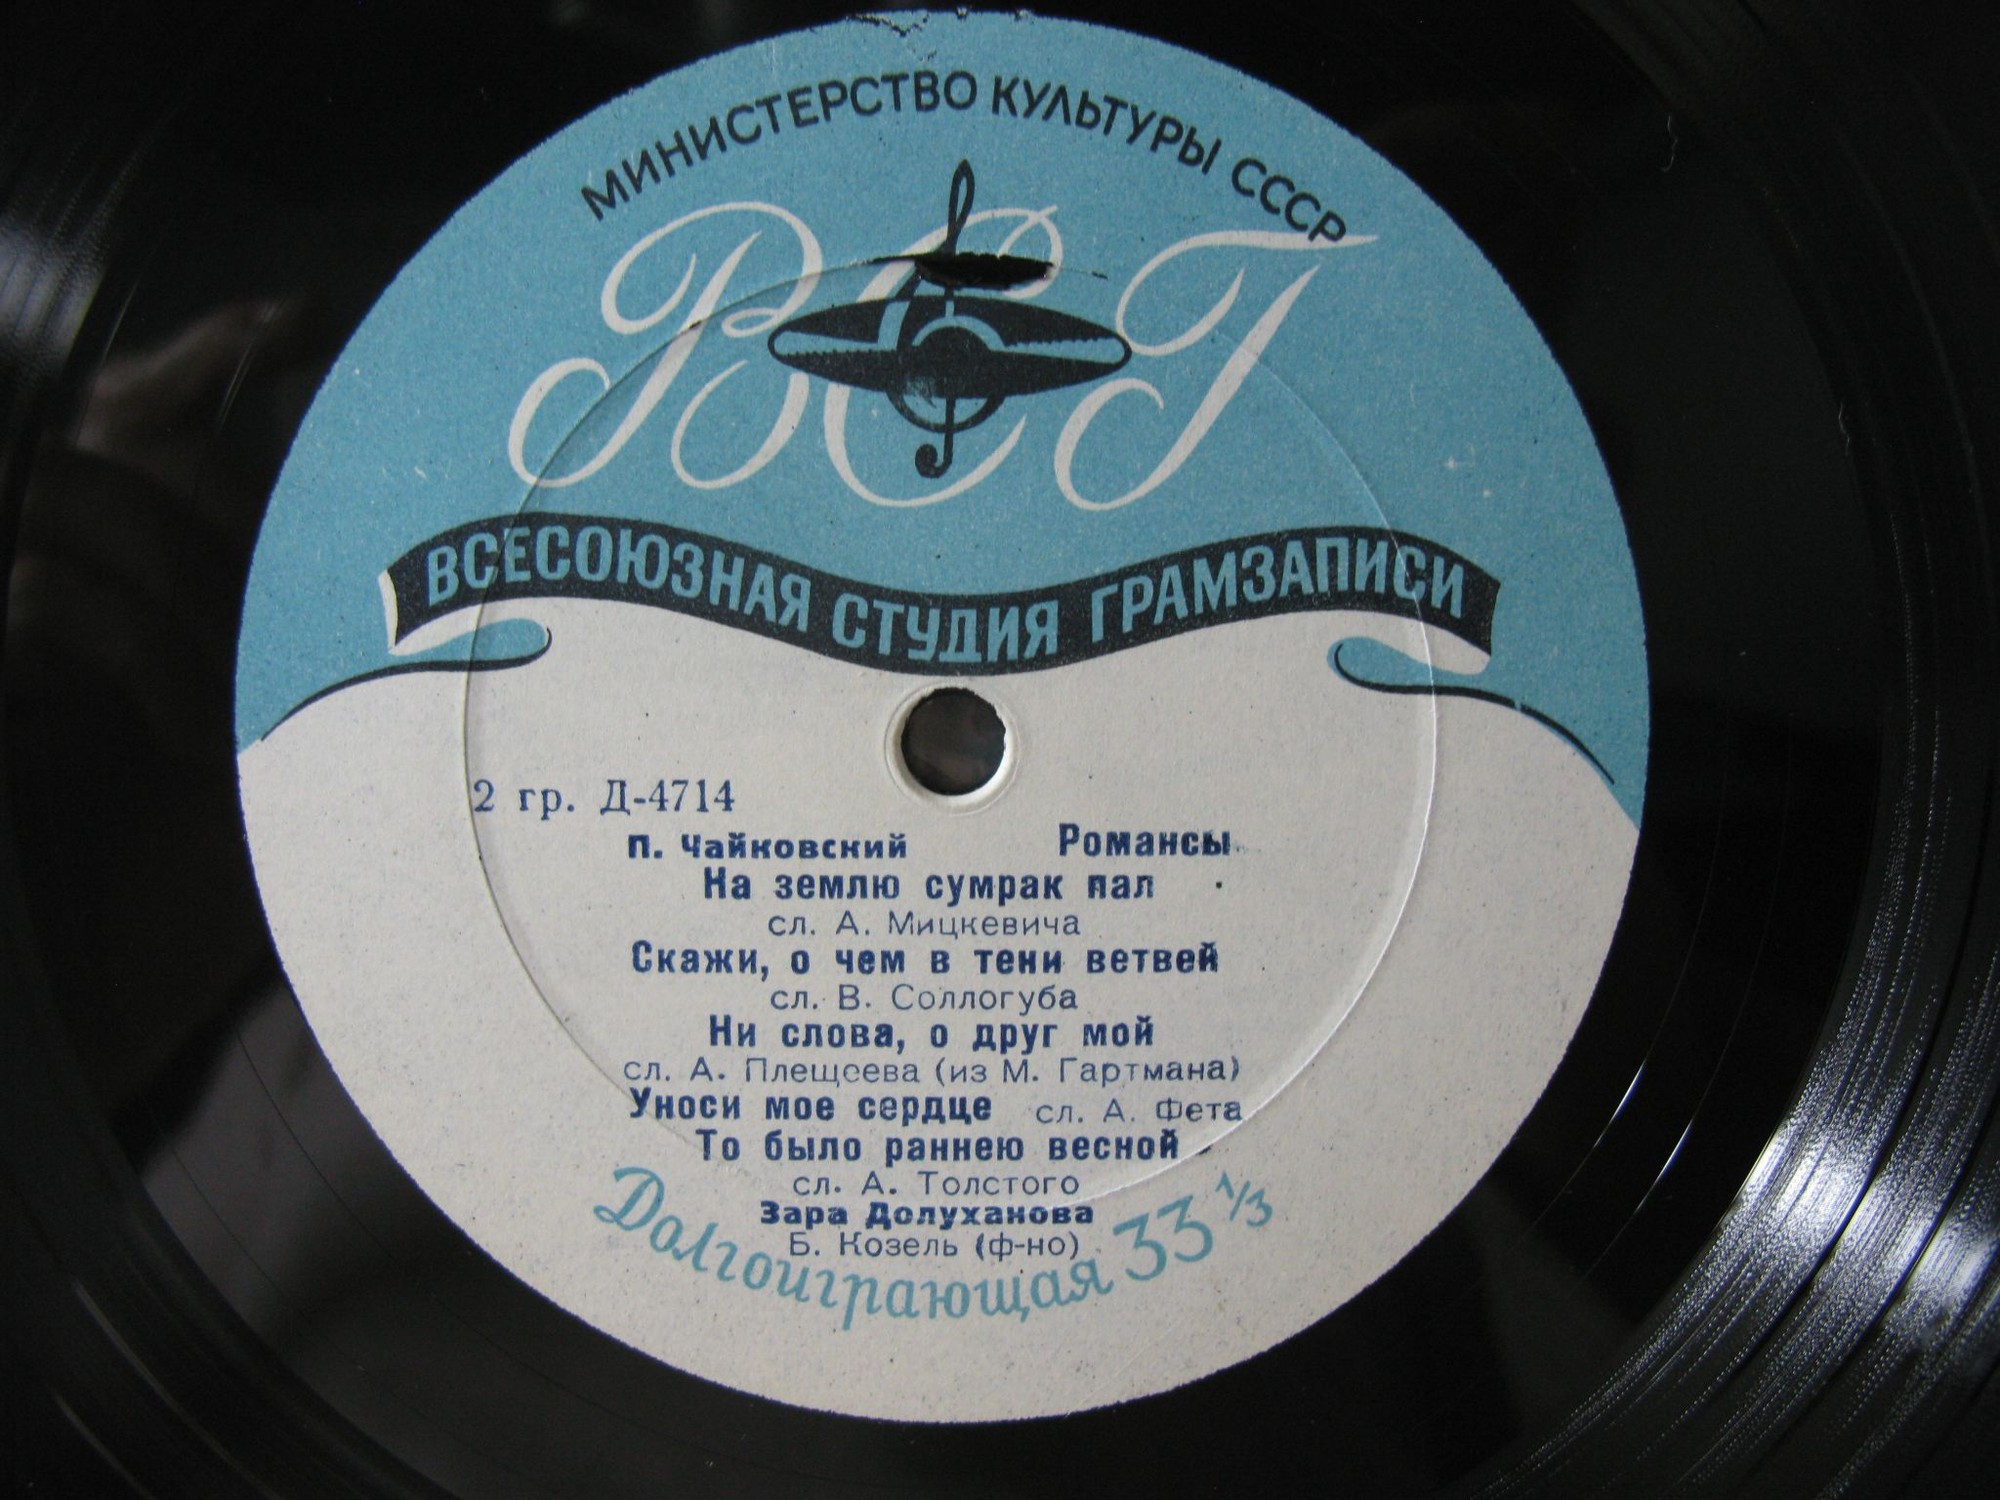 МИНИСТЕРСТВО КУЛЬТУРЫ СССР
ВСГ
ВСЕСОЮЗНАЯ СТУДИЯ ГРАМЗАПИСИ
2 гр. Д-4714
П. Чайковский Романсы
На землю сумрак пал
сл. А. Мицкевича
Скажи, о чем в тени ветвей
сл. В. Соллогуба
Ни слова, о друг мой
сл. А. Плещеева (из М. Гартмана)
Уноси мое сердце сл. А. Фета
То было раннею весной
сл. А. Толстого
Зара Долуханова
Б. Козель (ф-но)
Долгоиграющая 33 1/3